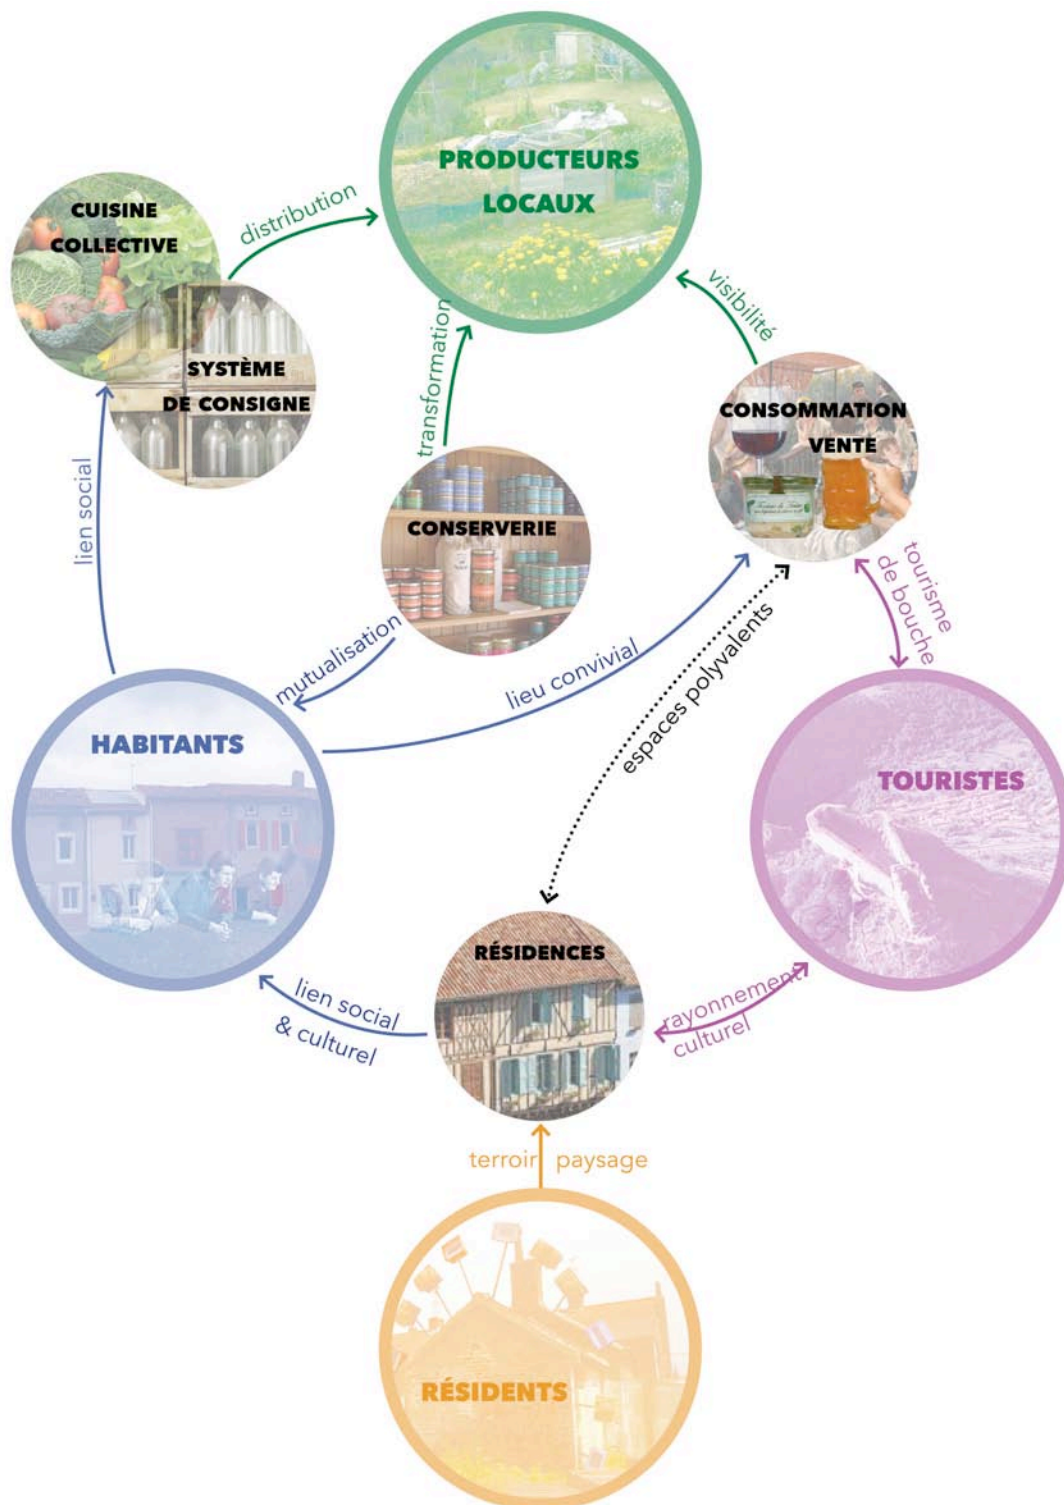 PRODUCTEURS
LOCAUX
CUISINE
COLLECTIVE
distribution
SYSTÈME
DE CONSIGNE
transformation
visibilité
CONSOMMATION
VENTE
lien social
CONSERVERIE
tourisme
de bouche
mutualisation
lieu convivial
espaces polyvalents
HABITANTS
TOURISTES
RÉSIDENCES
lien social
& culturel
rayonnement
culturel
terroir paysage
RÉSIDENTS